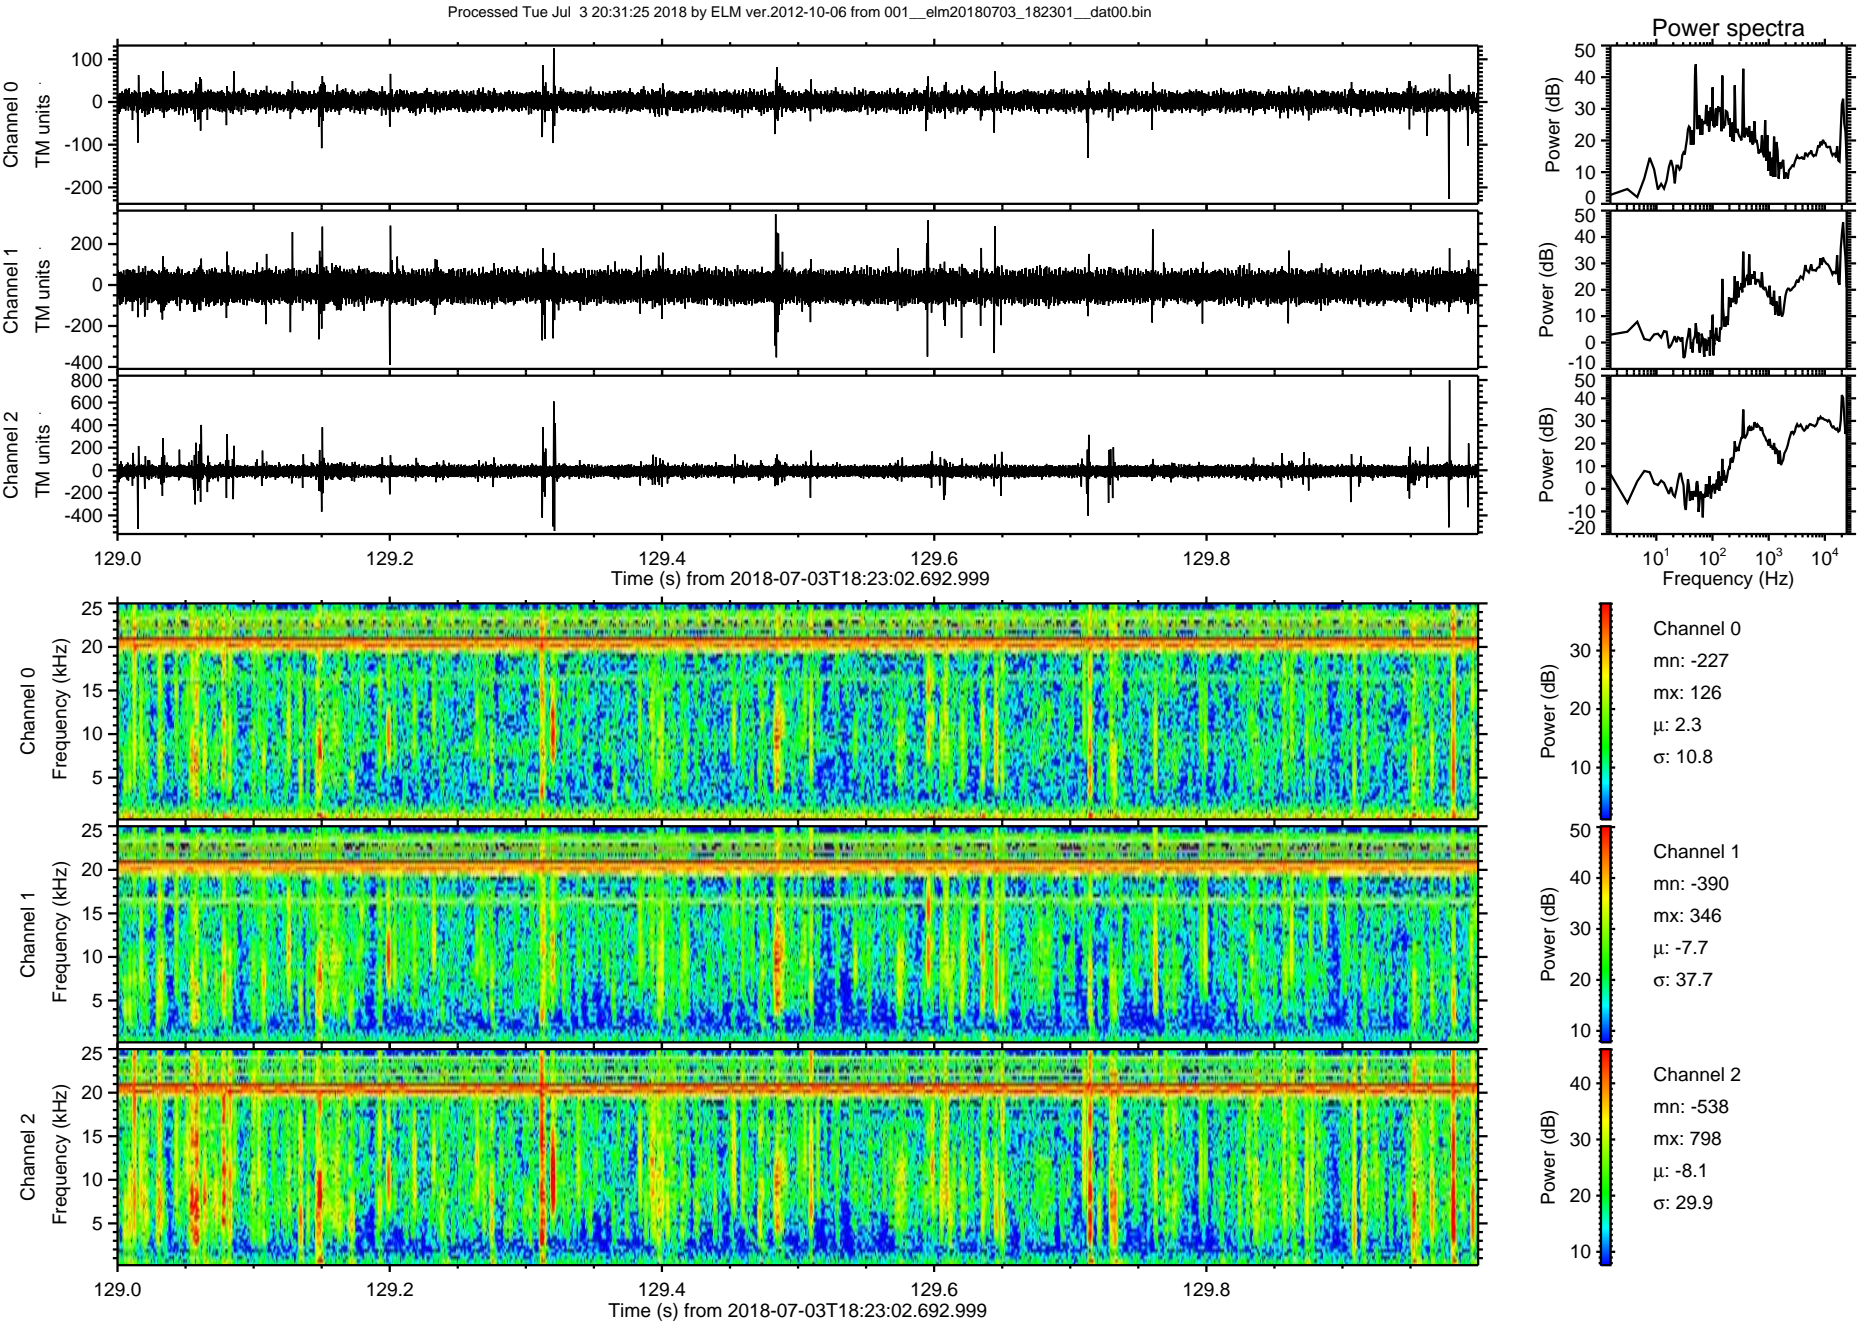 Processed Tue Jul  3 20:31:25 2018 by ELM ver.2012-10-06 from 001__elm20180703_182301__dat00.bin
Power spectra
Channel 0
TM units
100
0
-100
-200
Power (dB)
50
40
30
20
10
0
Channel 1
TM units
200
0
-200
-400
Power (dB)
50
40
30
20
10
0
-10
Channel 2
TM units
800
600
400
200
0
-200
-400
Power (dB)
50
40
30
20
10
0
-10
-20
129.0 129.2 129.4 129.6 129.8
Time (s) from 2018-07-03T18:23:02.692.999
10^1 10^2 10^3 10^4
Frequency (Hz)
Channel 0
Frequency (kHz)
25
20
15
10
5
Power (dB)
30
20
10
Channel 0
mn: -227
mx: 126
μ: 2.3
σ: 10.8
Channel 1
Frequency (kHz)
25
20
15
10
5
Power (dB)
50
40
30
20
10
Channel 1
mn: -390
mx: 346
μ: -7.7
σ: 37.7
Channel 2
Frequency (kHz)
25
20
15
10
5
Power (dB)
40
30
20
10
Channel 2
mn: -538
mx: 798
μ: -8.1
σ: 29.9
129.0 129.2 129.4 129.6 129.8
Time (s) from 2018-07-03T18:23:02.692.999